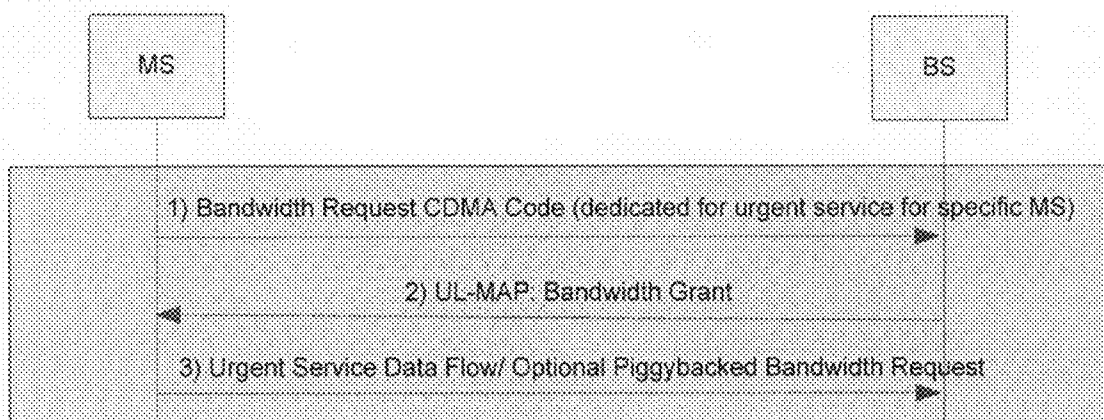 MS
BS
1) Bandwidth Request CDMA Code (dedicated for urgent service for specific MS)
2) UL-MAP: Bandwidth Grant
3) Urgent Service Data Flow/ Optional Piggybacked Bandwidth Request